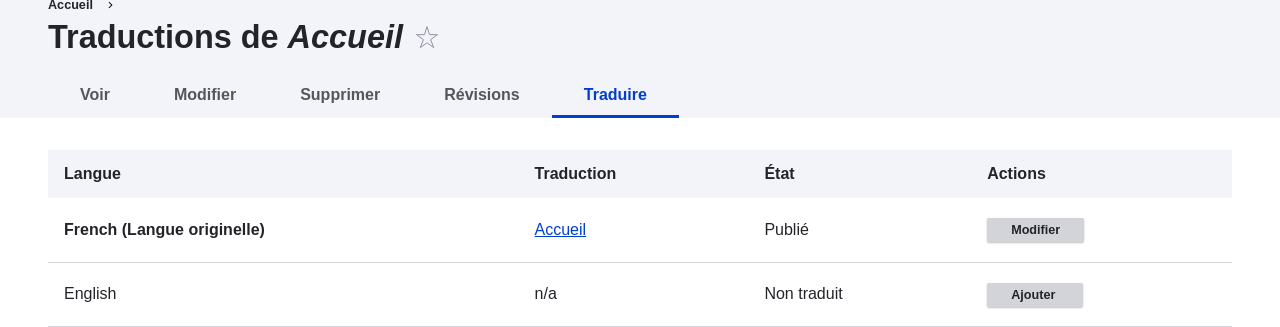 Accueil
Traductions de Accueil
Voir Modifier Supprimer Révisions Traduire
Langue Traduction État Actions
French (Langue originelle) Accueil Publié Modifier
English n/a Non traduit Ajouter